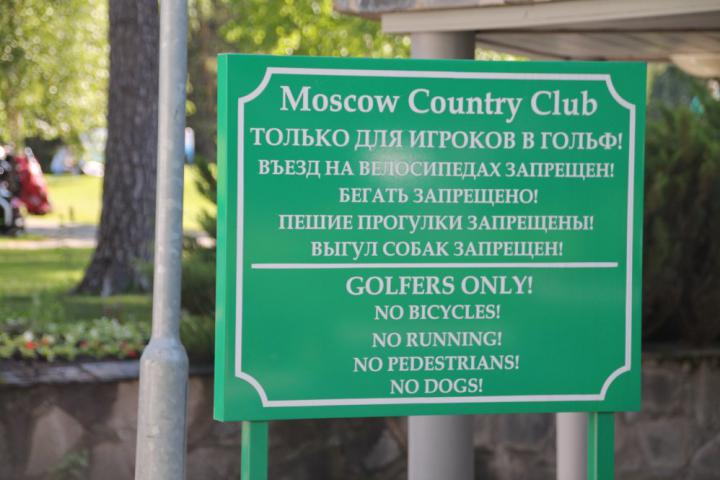 Moscow Country Club
ТОЛЬКО ДЛЯ ИГРОКОВ В ГОЛЬФ!
ВЪЕЗД НА ВЕЛОСИПЕДАХ ЗАПРЕЩЕН!
БЕГАТЬ ЗАПРЕЩЕНО!
ПЕШИЕ ПРОГУЛКИ ЗАПРЕЩЕНЫ!
ВЫГУЛ СОБАК ЗАПРЕЩЕН!
GOLFERS ONLY!
NO BICYCLES!
NO RUNNING!
NO PEDESTRIANS!
NO DOGS!